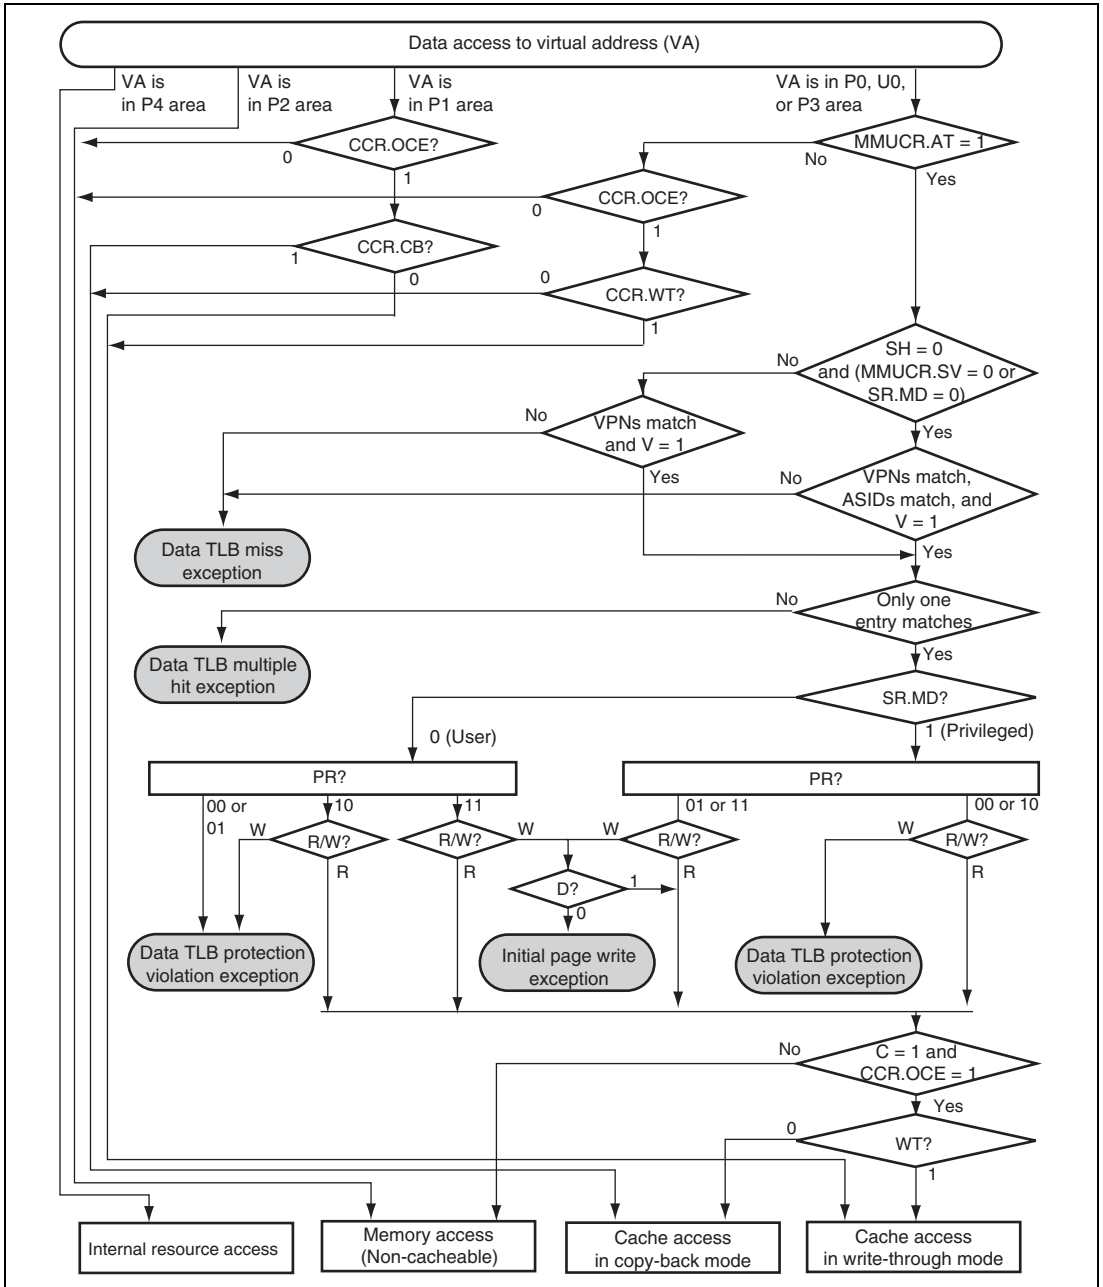 Data access to virtual address (VA)
VA is
in P4 area
VA is
in P2 area
VA is
in P1 area
VA is in P0, U0,
or P3 area
CCR.OCE?
0
1
MMUCR.AT = 1
No
Yes
CCR.OCE?
0
1
CCR.CB?
1
0
CCR.WT?
0
1
SH = 0
and (MMUCR.SV = 0 or
SR.MD = 0)
No
Yes
VPNs match
and V = 1
No
Yes
VPNs match,
ASIDs match, and
V = 1
No
Yes
Data TLB miss
exception
Only one
entry matches
No
Yes
Data TLB multiple
hit exception
SR.MD?
0 (User)
1 (Privileged)
PR?
PR?
00 or
01
10
11
01 or 11
00 or 10
W
R/W?
R
R/W?
W
R
W
R/W?
R
W
R/W?
R
D?
1
0
Data TLB protection
violation exception
Initial page write
exception
Data TLB protection
violation exception
C = 1 and
CCR.OCE = 1
No
Yes
WT?
0
1
Internal resource access
Memory access
(Non-cacheable)
Cache access
in copy-back mode
Cache access
in write-through mode